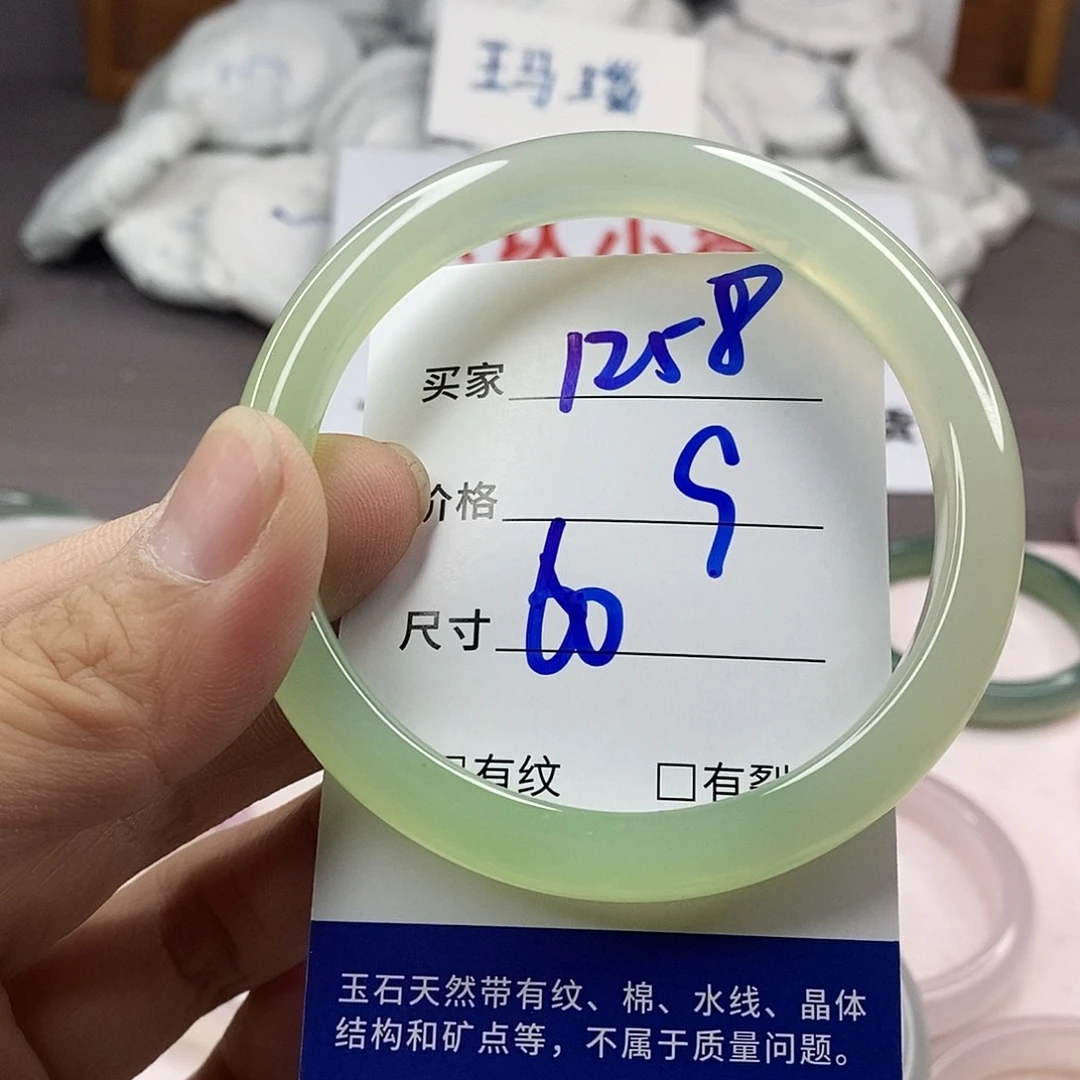 玉玛瑙
买家 1258
价格 9
尺寸 60
有纹 □有裂
玉石天然带有纹、棉、水线、晶体
结构和矿点等，不属于质量问题。